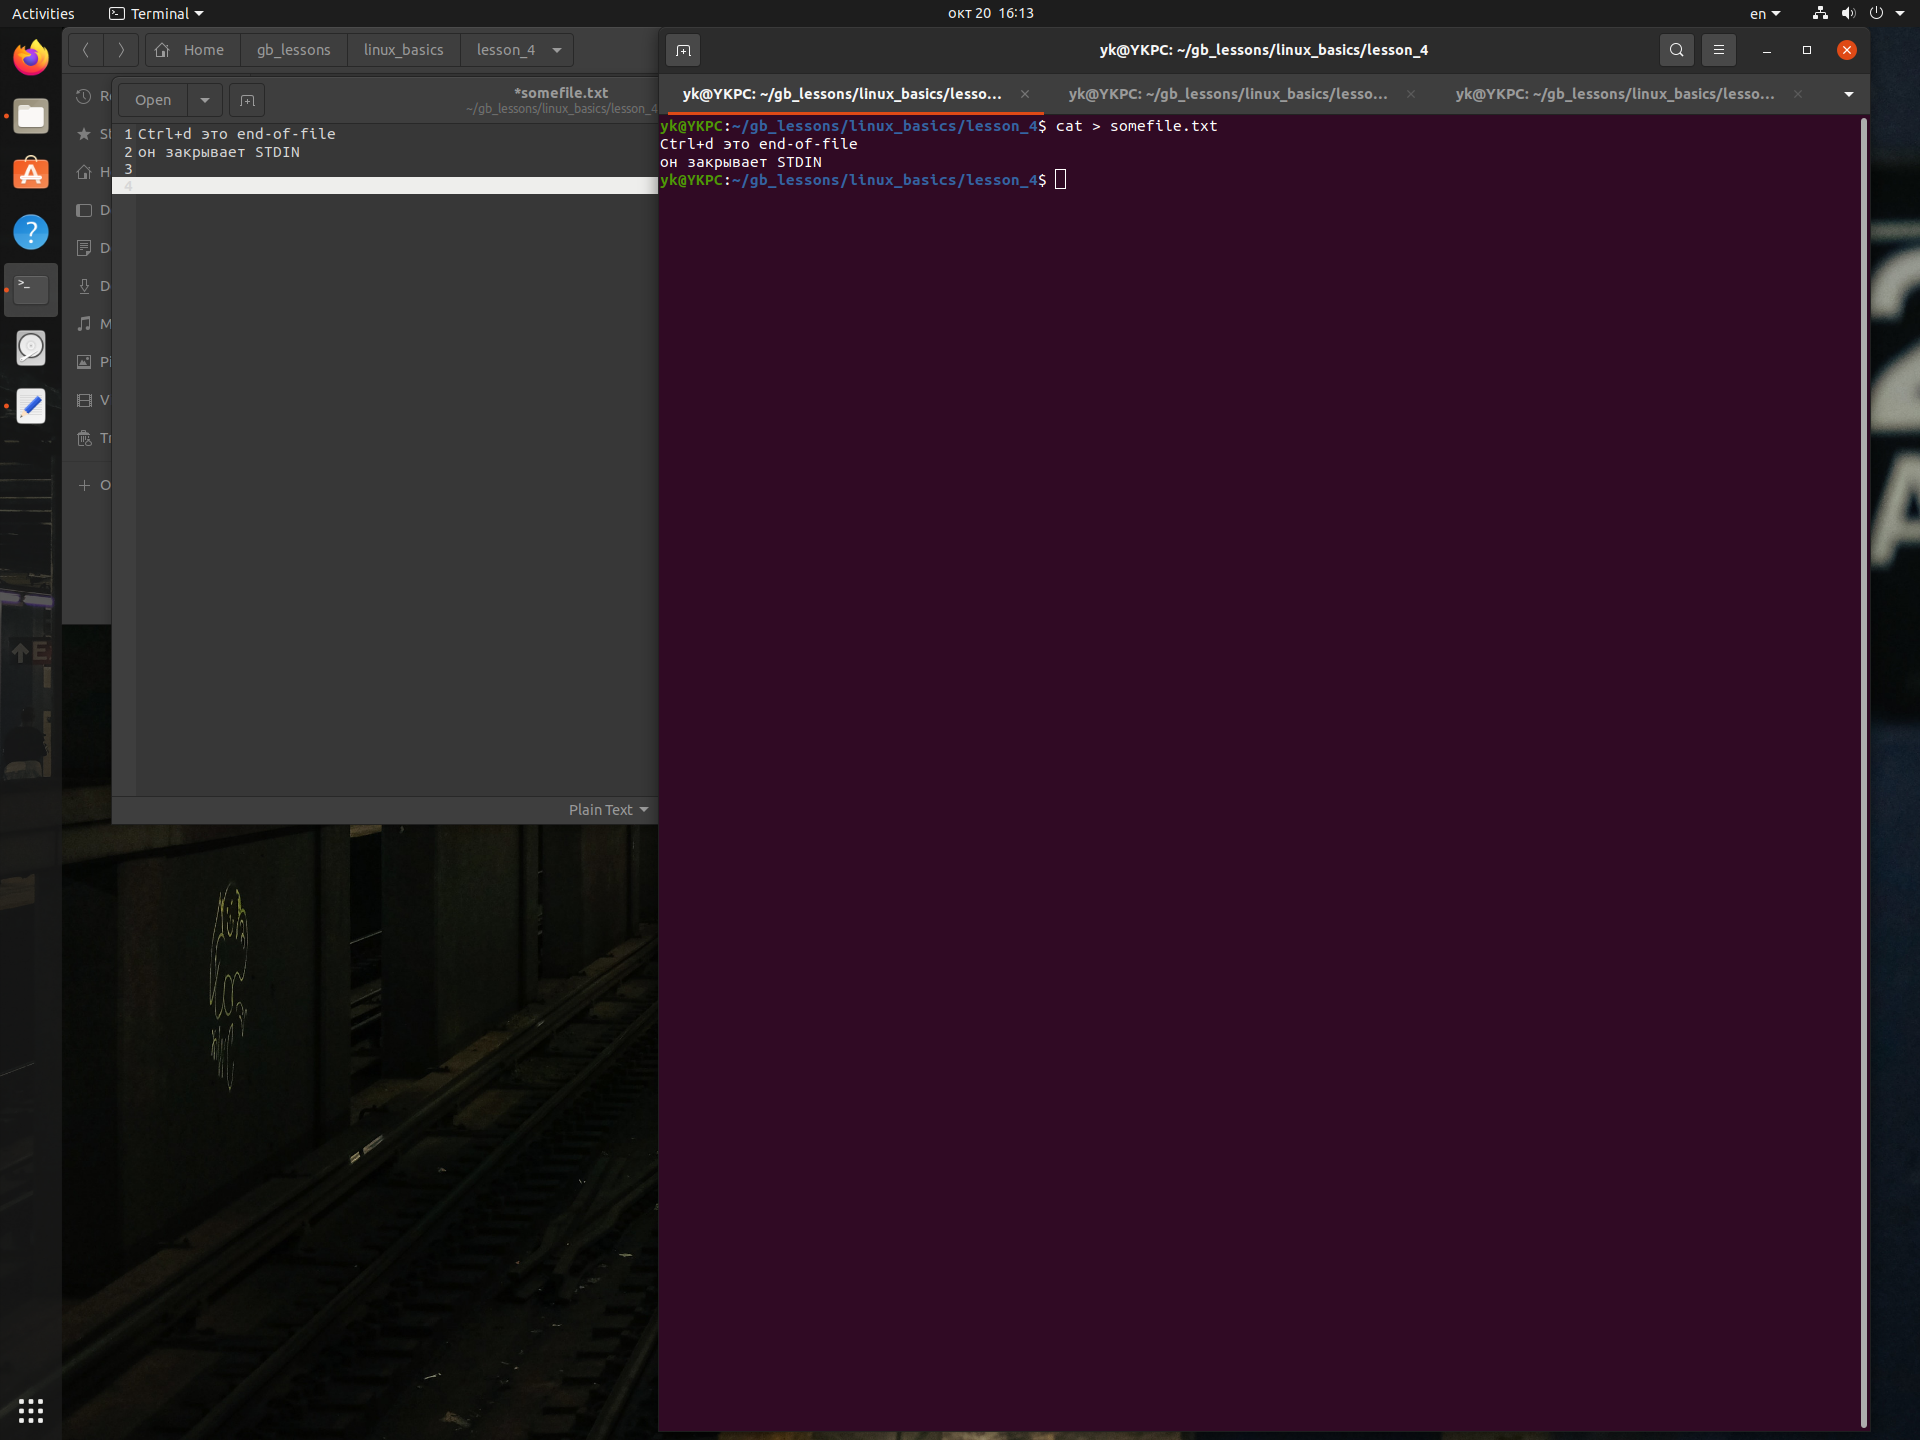 Activities
Terminal
окт 20 16:13
en
Home
gb_lessons
linux_basics
lesson_4
Open
*somefile.txt
~/gb_lessons/linux_basics/lesson_4
1 Ctrl+d это end-of-file
2 он закрывает STDIN
3
4
Plain Text
yk@YKPC: ~/gb_lessons/linux_basics/lesson_4
yk@YKPC: ~/gb_lessons/linux_basics/lesso...
yk@YKPC: ~/gb_lessons/linux_basics/lesso...
yk@YKPC: ~/gb_lessons/linux_basics/lesso...
yk@YKPC:~/gb_lessons/linux_basics/lesson_4$ cat > somefile.txt
Ctrl+d это end-of-file
он закрывает STDIN
yk@YKPC:~/gb_lessons/linux_basics/lesson_4$